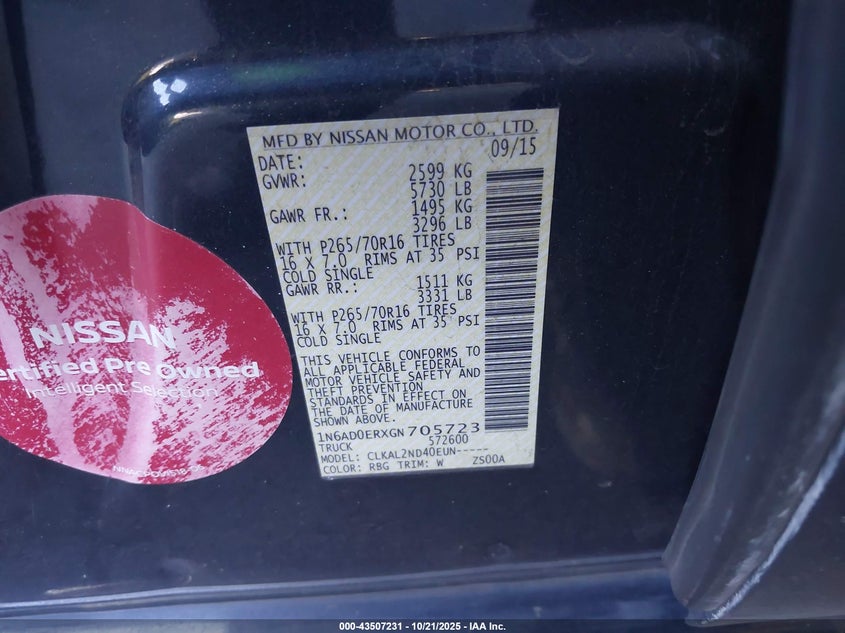 MFD BY NISSAN MOTOR CO., LTD.
DATE: 09/15
GVWR: 2599 KG
5730 LB
GAWR FR.: 1495 KG
3296 LB
WITH P265/70R16 TIRES
16 X 7.0 RIMS AT 35 PSI
COLD SINGLE
GAWR RR.: 1511 KG
3331 LB
WITH P265/70R16 TIRES
16 X 7.0 RIMS AT 35 PSI
COLD SINGLE
THIS VEHICLE CONFORMS TO
ALL APPLICABLE FEDERAL
MOTOR VEHICLE SAFETY AND
THEFT PREVENTION
STANDARDS IN EFFECT ON
THE DATE OF MANUFACTURE
SHOWN ABOVE.
1N6AD0ERXGN705723
TRUCK 572600
MODEL: CLKAL2ND40EUN-----
COLOR: RBG TRIM: W ZS00A
NISSAN
ertified Pre Owned
Intelligent Selection
000-43507231 - 10/21/2025 - IAA Inc.